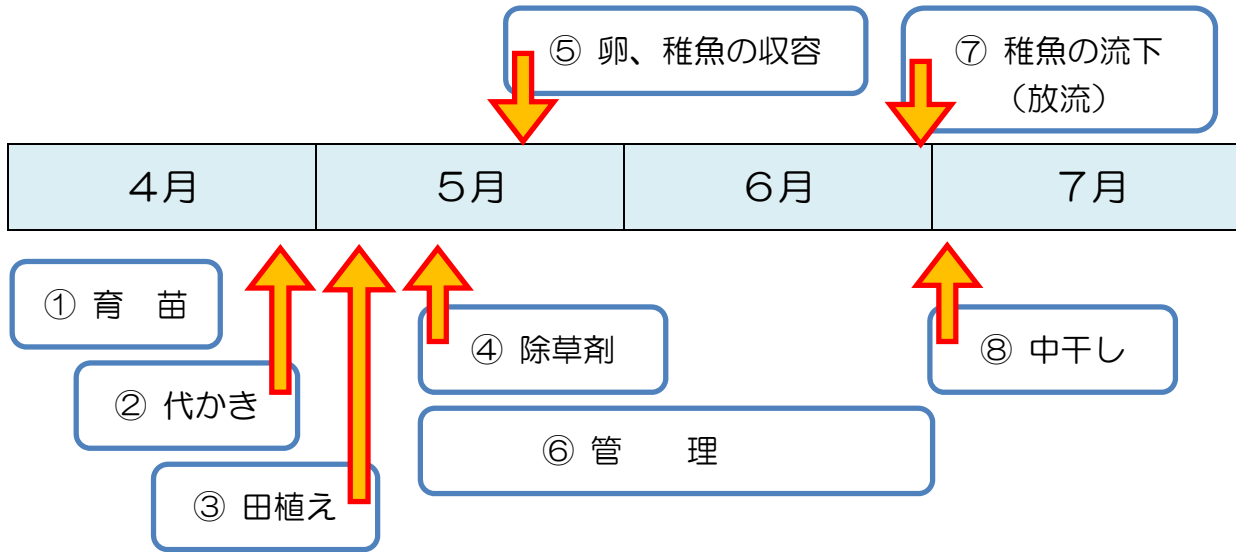 ⑤ 卵、稚魚の収容
⑦ 稚魚の流下
（放流）
４月
５月
６月
７月
① 育　苗
② 代かき
③ 田植え
④ 除草剤
⑥ 管　　理
⑧ 中干し